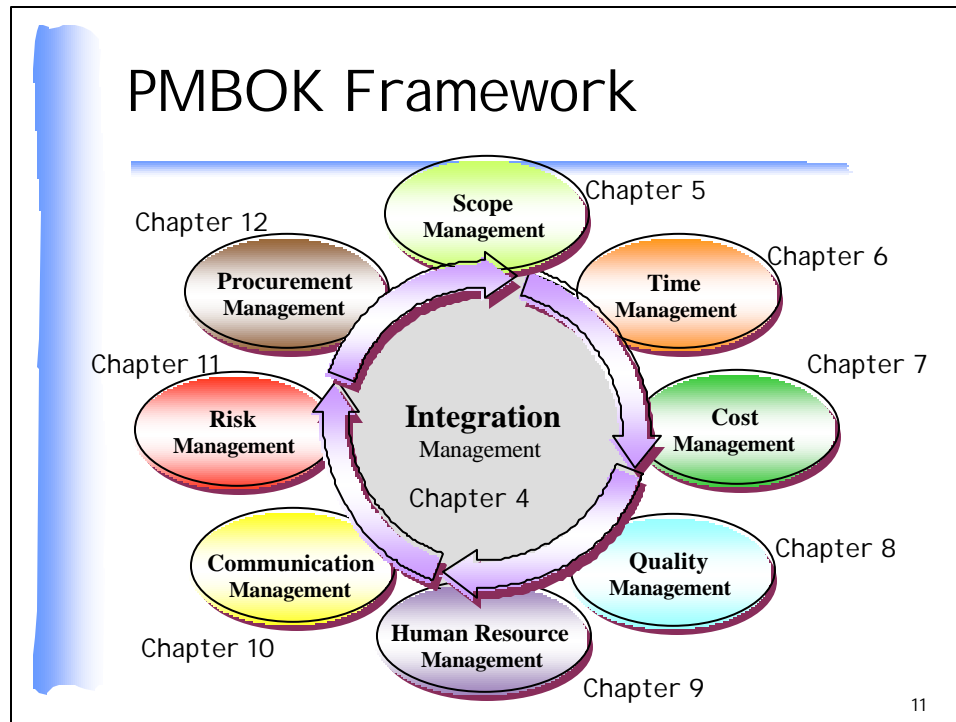 PMBOK Framework
Scope
Management
Chapter 5
Time
Management
Chapter 6
Cost
Management
Chapter 7
Quality
Management
Chapter 8
Human Resource
Management
Chapter 9
Communication
Management
Chapter 10
Risk
Management
Chapter 11
Procurement
Management
Chapter 12
Integration
Management
Chapter 4
11